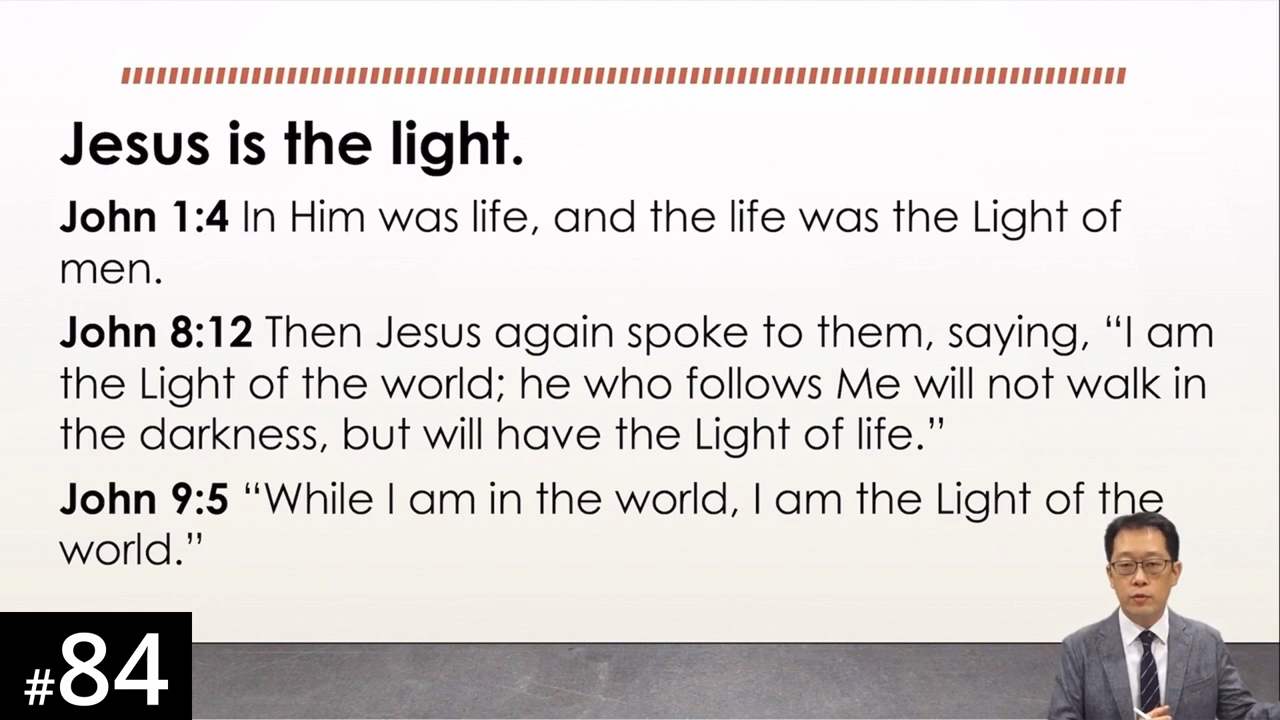 Jesus is the light.
John 1:4 In Him was life, and the life was the Light of
men.
John 8:12 Then Jesus again spoke to them, saying, “I am
the Light of the world; he who follows Me will not walk in
the darkness, but will have the Light of life.”
John 9:5 “While I am in the world, I am the Light of the
world.”
#84